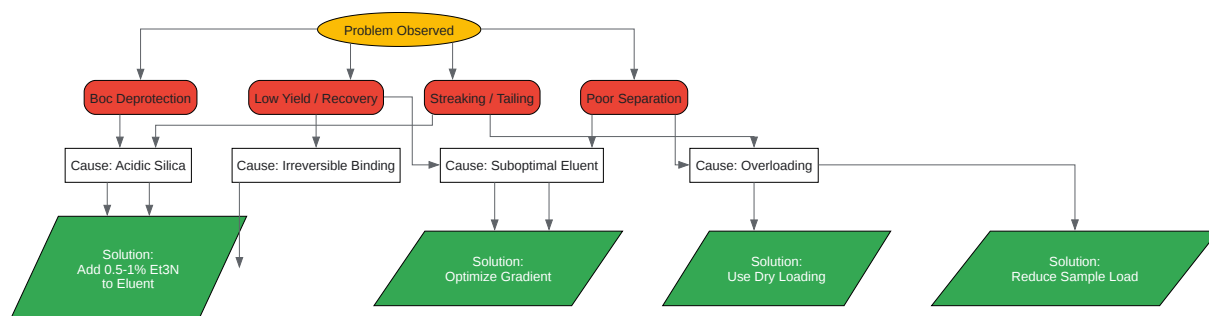 Problem Observed
Boc Deprotection
Low Yield / Recovery
Streaking / Tailing
Poor Separation
Cause: Acidic Silica
Cause: Irreversible Binding
Cause: Suboptimal Eluent
Cause: Overloading
Solution:
Add 0.5-1% Et3N
to Eluent
Solution:
Optimize Gradient
Solution:
Use Dry Loading
Solution:
Reduce Sample Load